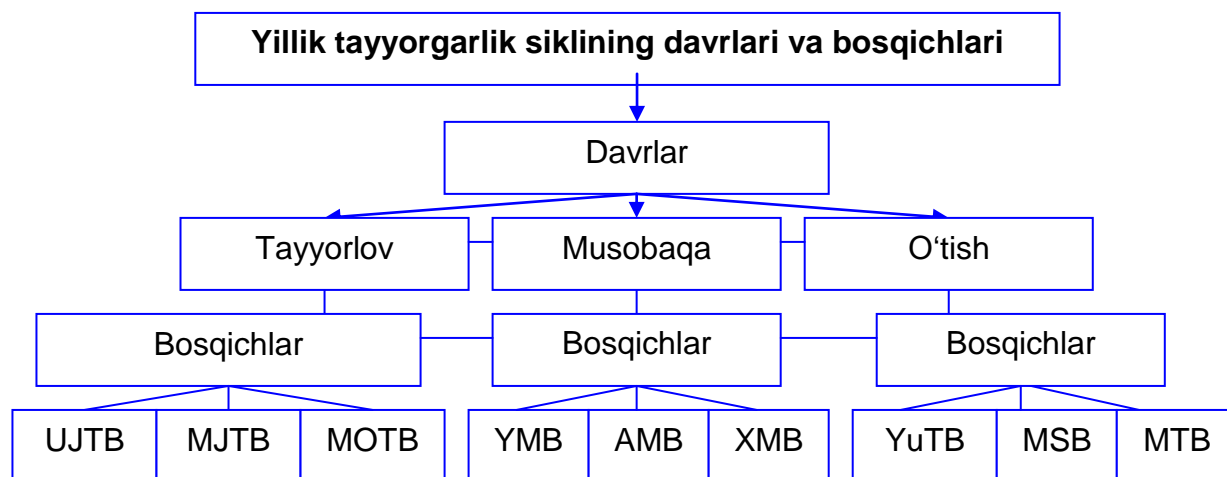 Yillik tayyorgarlik siklining davrlari va bosqichlari
Davrlar
Tayyorlov
Musobaqa
O‘tish
Bosqichlar
Bosqichlar
Bosqichlar
UJTB
MJTB
MOTB
YMB
AMB
XMB
YuTB
MSB
MTB